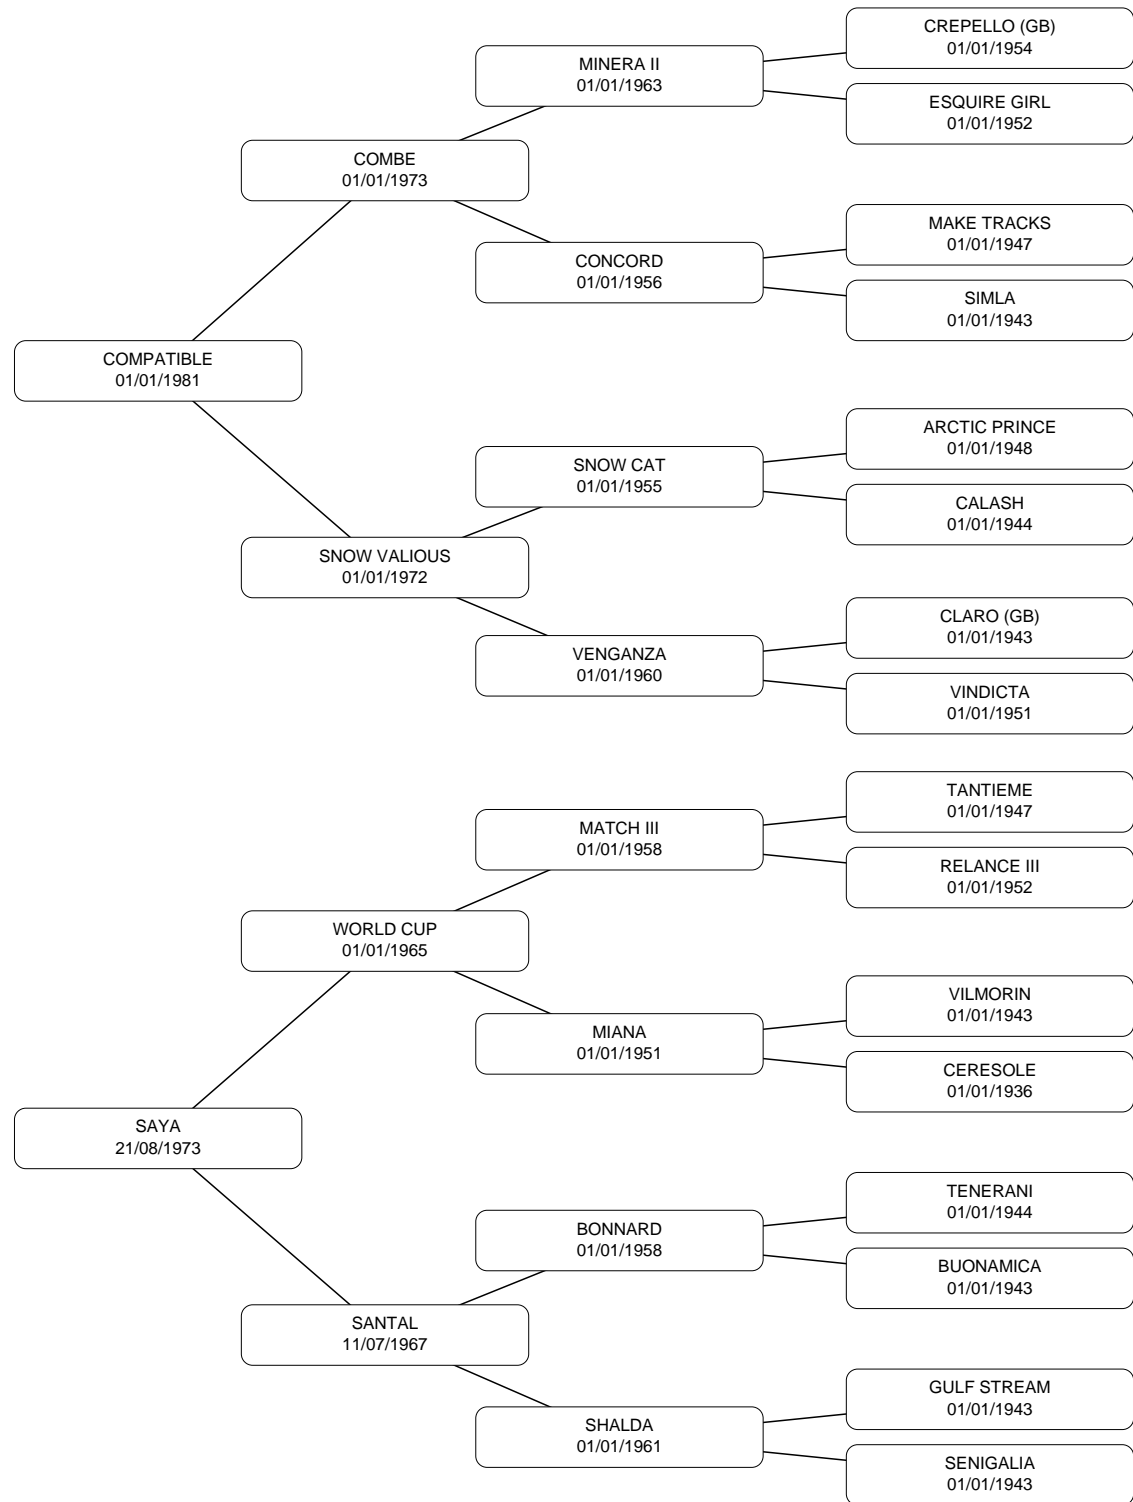 CREPELLO (GB)
01/01/1954
MINERA II
01/01/1963
ESQUIRE GIRL
01/01/1952
COMBE
01/01/1973
MAKE TRACKS
01/01/1947
CONCORD
01/01/1956
SIMLA
01/01/1943
COMPATIBLE
01/01/1981
ARCTIC PRINCE
01/01/1948
SNOW CAT
01/01/1955
CALASH
01/01/1944
SNOW VALIOUS
01/01/1972
CLARO (GB)
01/01/1943
VENGANZA
01/01/1960
VINDICTA
01/01/1951
TANTIEME
01/01/1947
MATCH III
01/01/1958
RELANCE III
01/01/1952
WORLD CUP
01/01/1965
VILMORIN
01/01/1943
MIANA
01/01/1951
CERESOLE
01/01/1936
SAYA
21/08/1973
TENERANI
01/01/1944
BONNARD
01/01/1958
BUONAMICA
01/01/1943
SANTAL
11/07/1967
GULF STREAM
01/01/1943
SHALDA
01/01/1961
SENIGALIA
01/01/1943